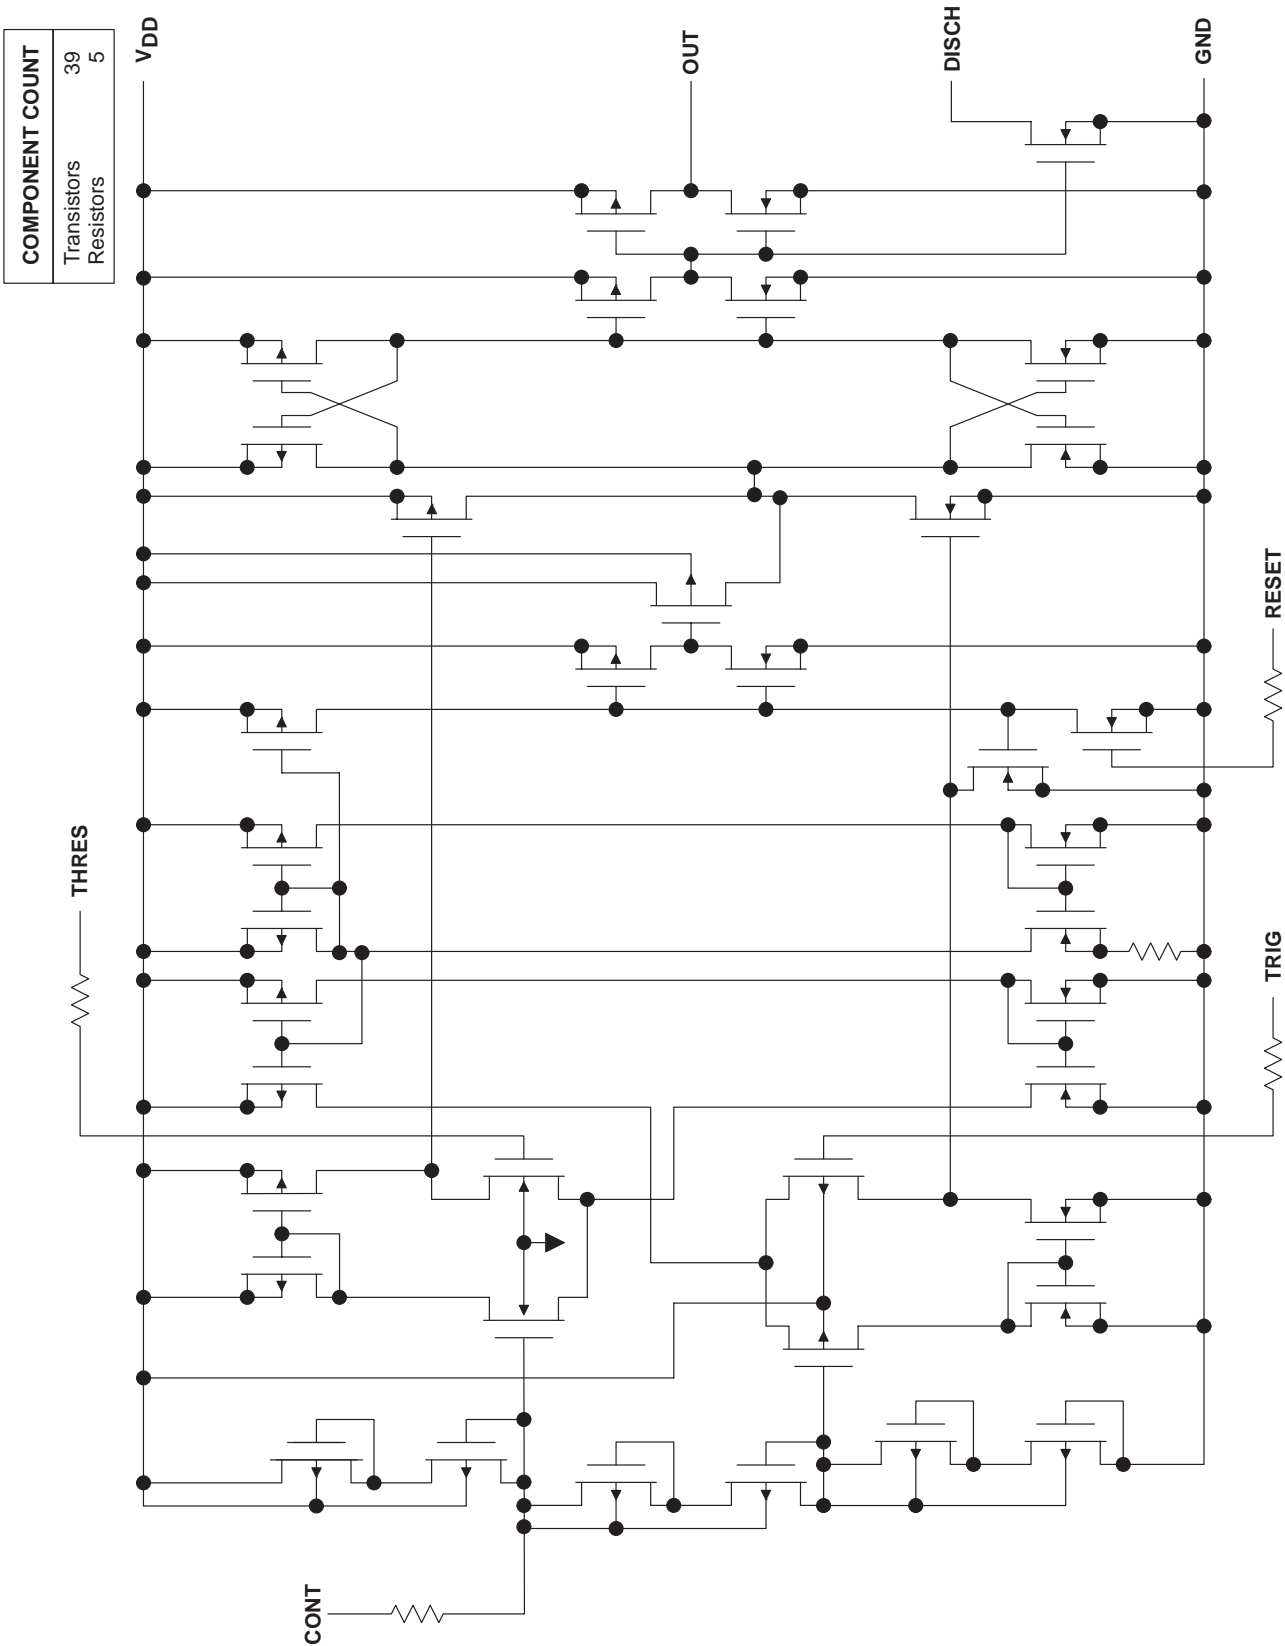 COMPONENT COUNT
Transistors 39
Resistors 5
VDD
OUT
DISCH
GND
RESET
THRES
TRIG
CONT